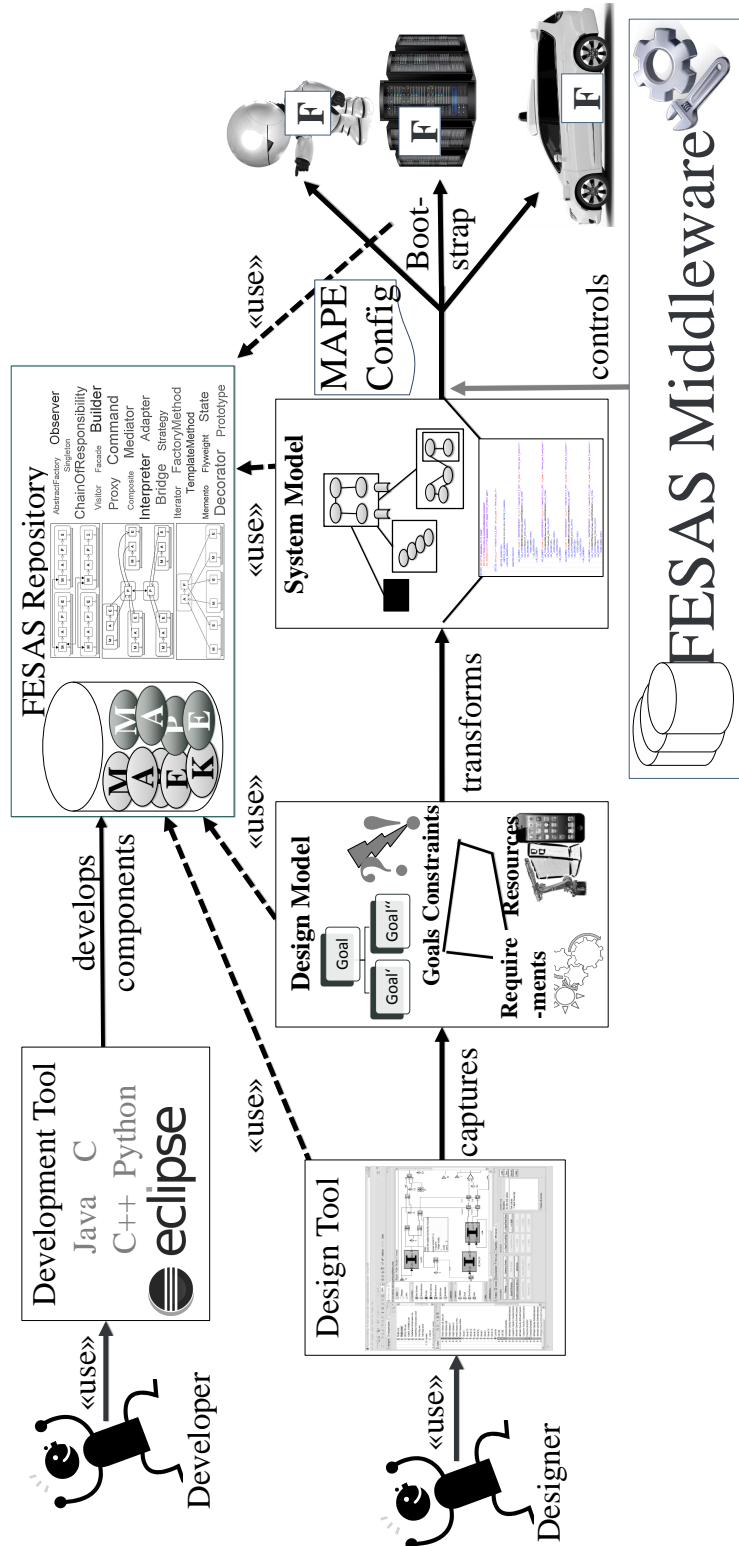 «use»
Developer
Development Tool
Java C
C++ Python
eclipse
develops
components
FESAS Repository
M
A
E
K
M
A
P
E
AbstractFactory Observer
Singleton
ChainOfResponsibility
Visitor Facade Builder
Proxy Command
Composite Mediator
Interpreter Adapter
Bridge Strategy
Iterator FactoryMethod
TemplateMethod
Memento Flyweight State
Decorator Prototype
«use»
Designer
Design Tool
I
I
I
«use»
captures
Design Model
Goal
Goal‘
Goal‘‘
Goals Constraints
Require
-ments
Resources
«use»
transforms
System Model
«use»
MAPE
Config
«use»
Boot-
strap
F
F
F
controls
FESAS Middleware